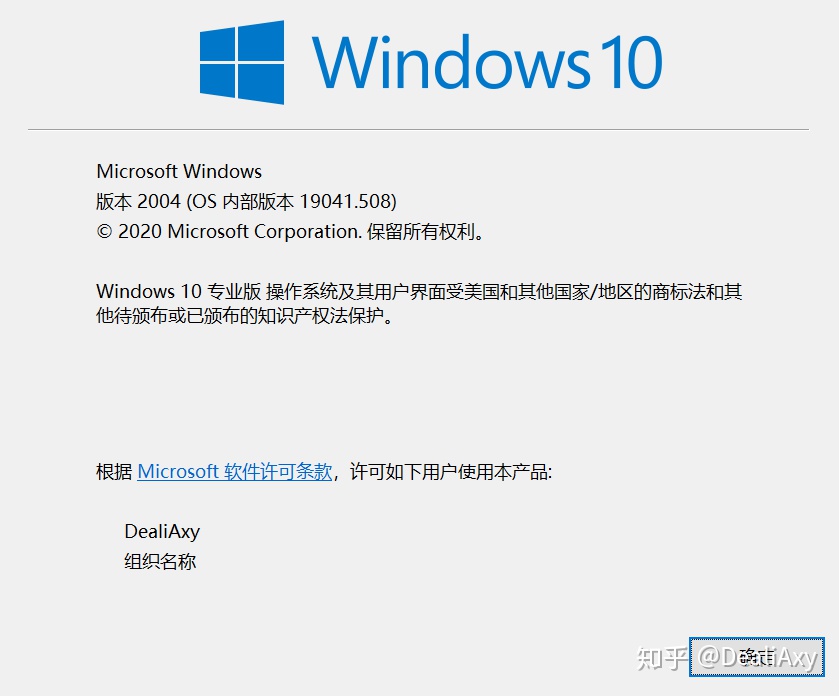 Windows 10
Microsoft Windows
版本 2004 (OS 内部版本 19041.508)
© 2020 Microsoft Corporation. 保留所有权利。
Windows 10 专业版 操作系统及其用户界面受美国和其他国家/地区的商标法和其
他待颁布或已颁布的知识产权法保护。
根据 Microsoft 软件许可条款，许可如下用户使用本产品:
DealiAxy
组织名称
确定
知乎 @DealiAxy